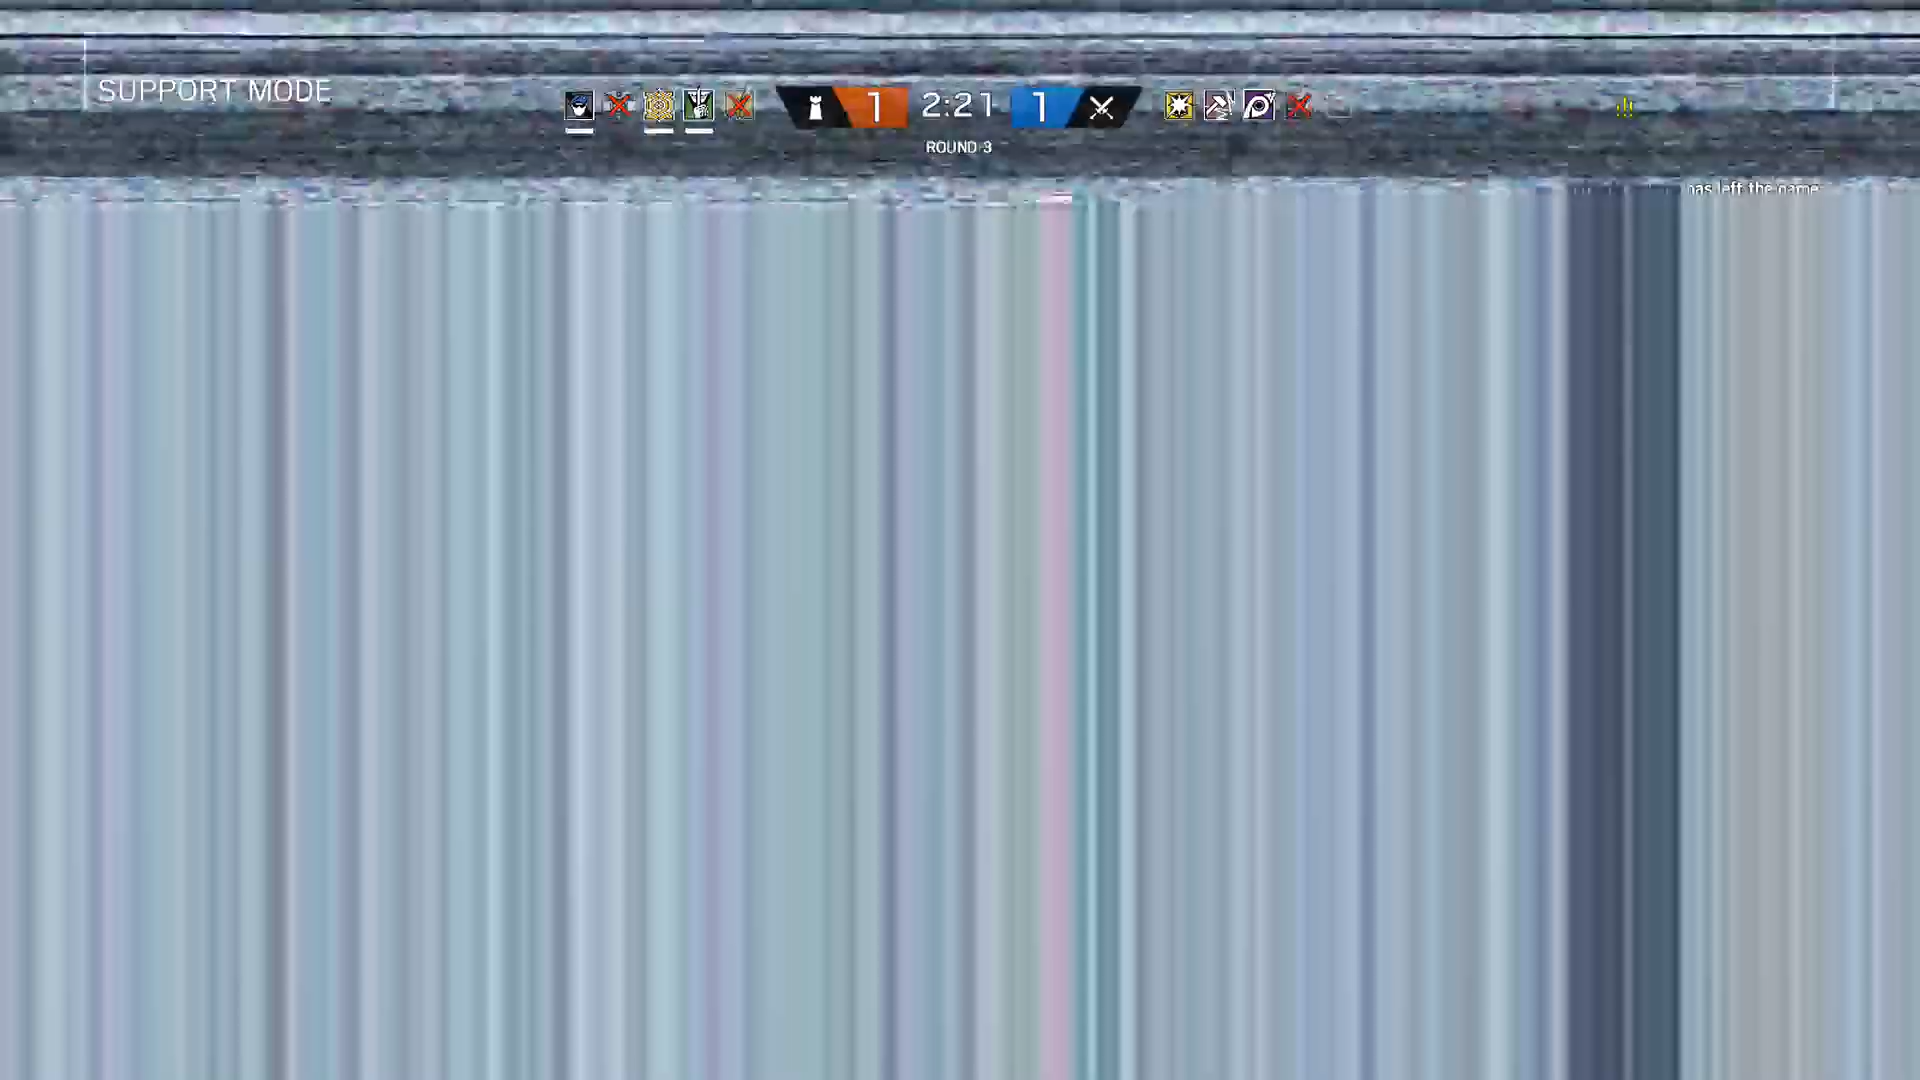 SUPPORT MODE
1 2:21 1
ROUND 3
has left the game